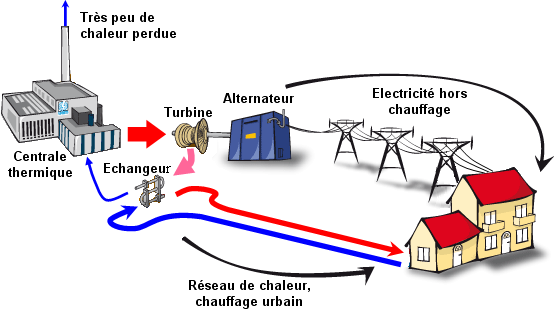 Très peu de
chaleur perdue
Turbine
Alternateur
Electricité hors
chauffage
Centrale
thermique
Echangeur
Réseau de chaleur,
chauffage urbain